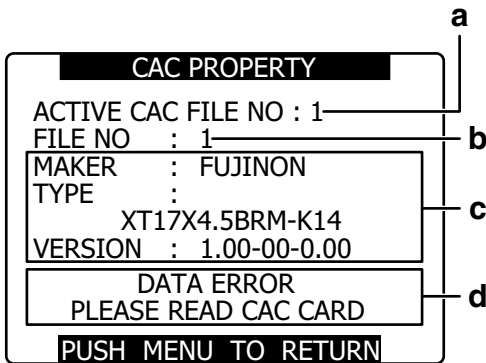 a
CAC PROPERTY
ACTIVE CAC FILE NO : 1
b
FILE NO : 1
MAKER : FUJINON
TYPE :
c
XT17X4.5BRM-K14
VERSION : 1.00-00-0.00
DATA ERROR
d
PLEASE READ CAC CARD
PUSH MENU TO RETURN